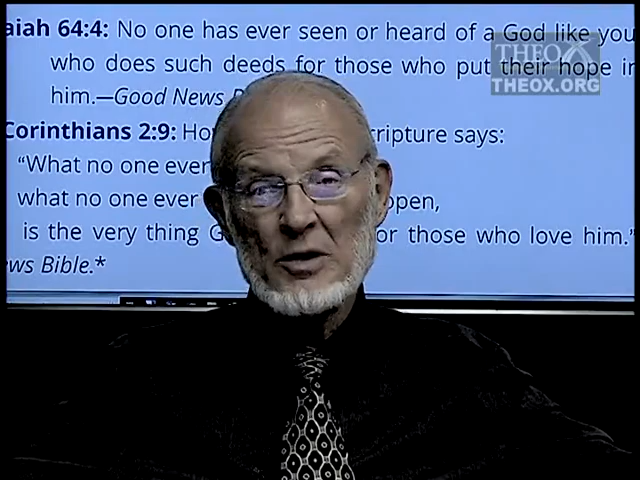 aiah 64:4: No one has ever seen or heard of a God like you
who does such deeds for those who put their hope in
him.—Good News
THEOX
THEOX.ORG
Corinthians 2:9: cripture says:
“What no one ever
what no one ever open,
is the very thing or those who love him.”
ews Bible.*